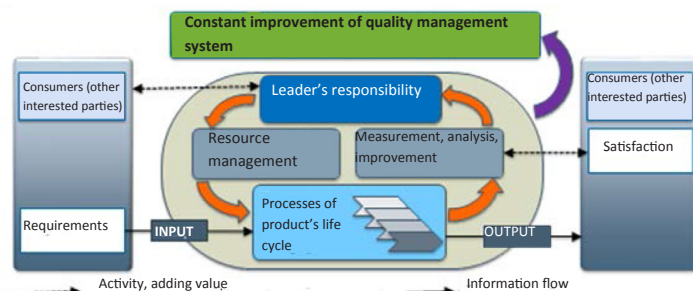 Constant improvement of quality management
system
Consumers (other
interested parties)
Leader's responsibility
Consumers (other
interested parties)
Resource
management
Measurement, analysis,
improvement
Satisfaction
Requirements
INPUT
Processes of
product's life
cycle
OUTPUT
Activity, adding value
Information flow